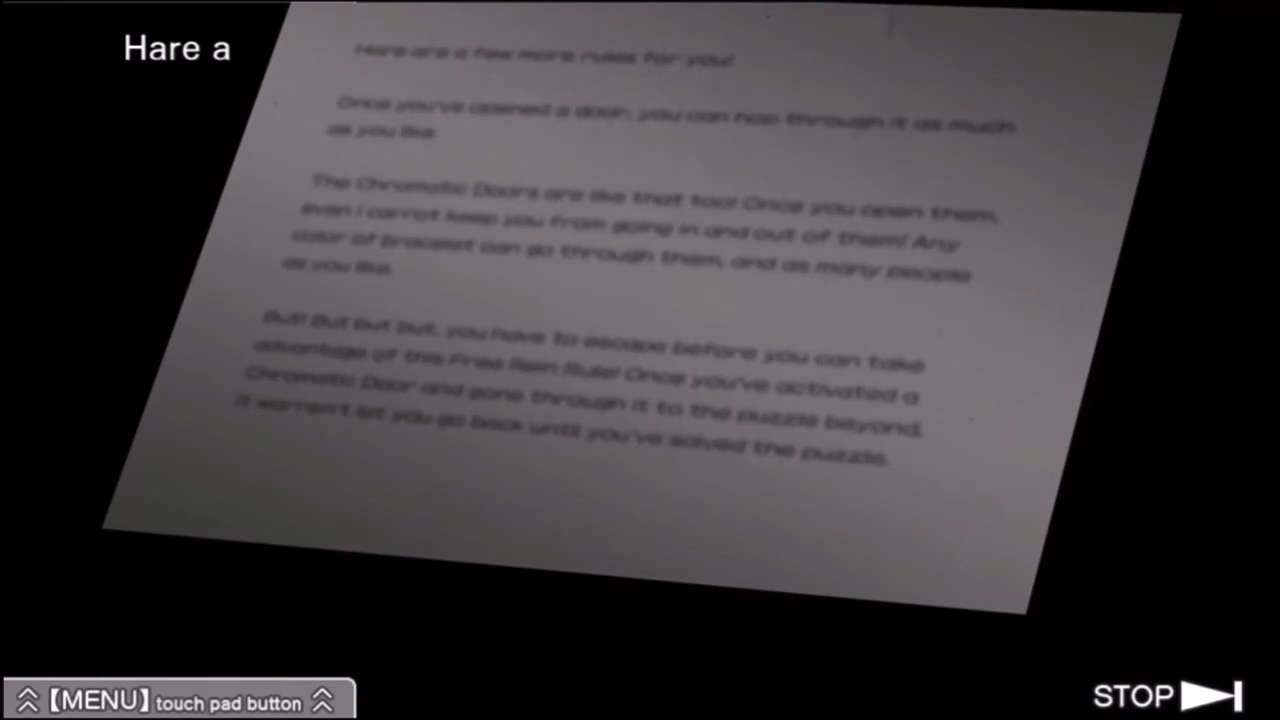 Hare a
Hare are a few more rules for you!
Once you've opened a door, you can hop through it as much
as you like.
The Chromatic Doors are like that too! Once you open them,
even I carrot keep you from going in and out of them! Any
color of bracelet can go through them, and as many people
as you like.
But! But but but, you have to escape before you can take
advantage of this Free Rein Rule! Once you've activated a
Chromatic Door and gone through it to the puzzle beyond,
it warren't let you go back until you've solved the puzzle.
【MENU】 touch pad button
STOP